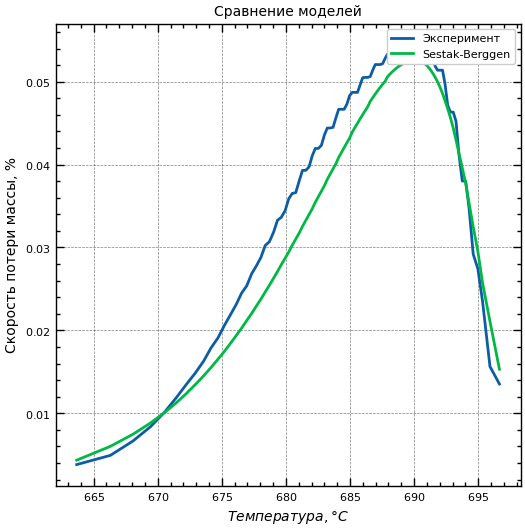 Сравнение моделей
Эксперимент
Sestak-Berggen
0.05
0.04
0.03
0.02
0.01
Скорость потери массы, %
665 670 675 680 685 690 695
Температура, °C